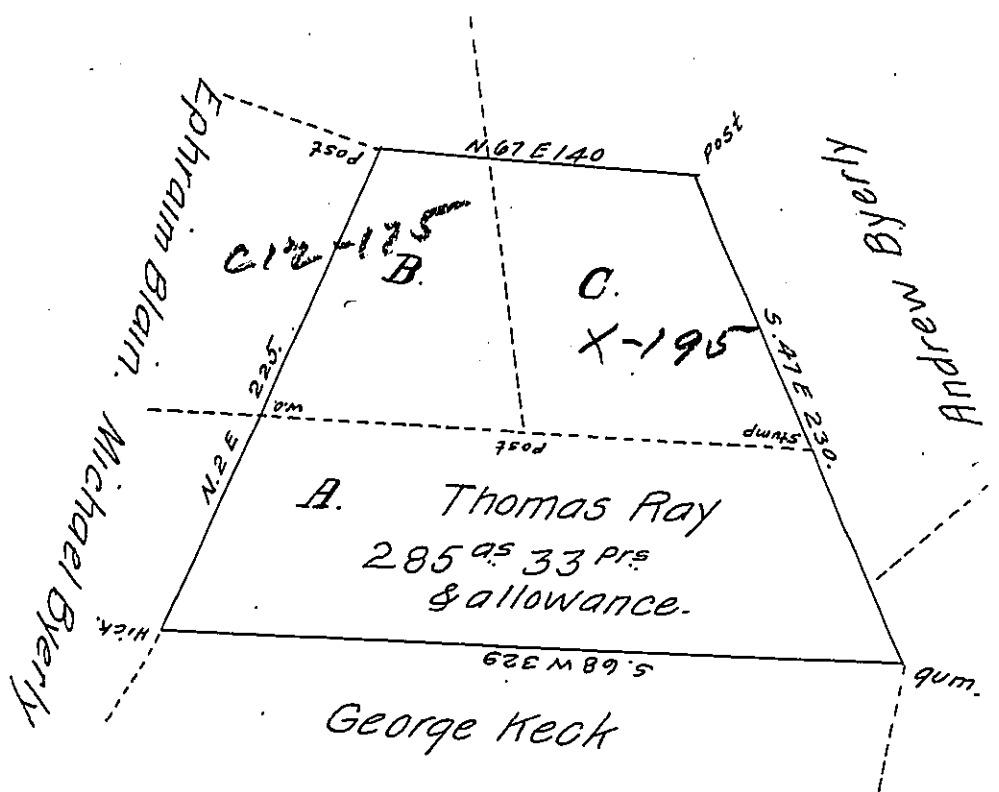 Ephraim Blain. Michael Byerly
post
N 67 E 140
post
Andrew Byerly
C12-175
B.
C.
X-195
N. 2 E 225.
w.o.
post
stump
S. 47 E 230.
A.
Thomas Ray
285 as 33 prs
& allowance.
Hick.
S. 68 W 329
gum.
George Keck